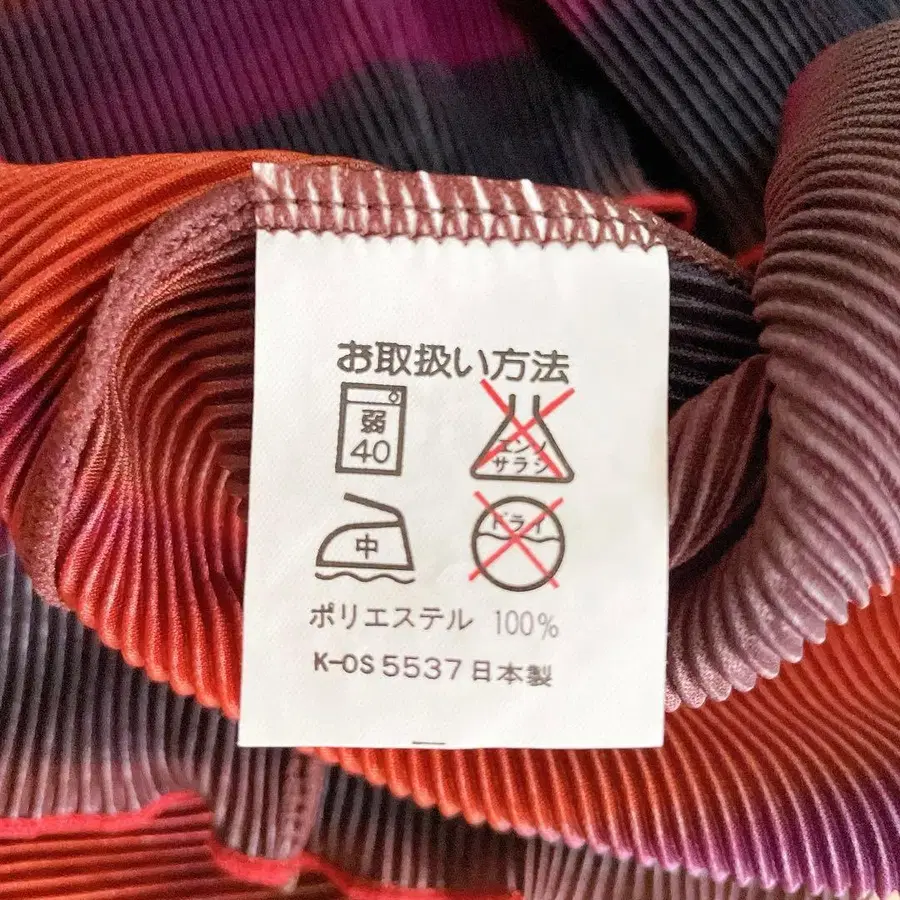 お取扱い方法
弱
40
エンソ
サラシ
中
ドライ
ポリエステル 100%
K-OS 5537 日本製